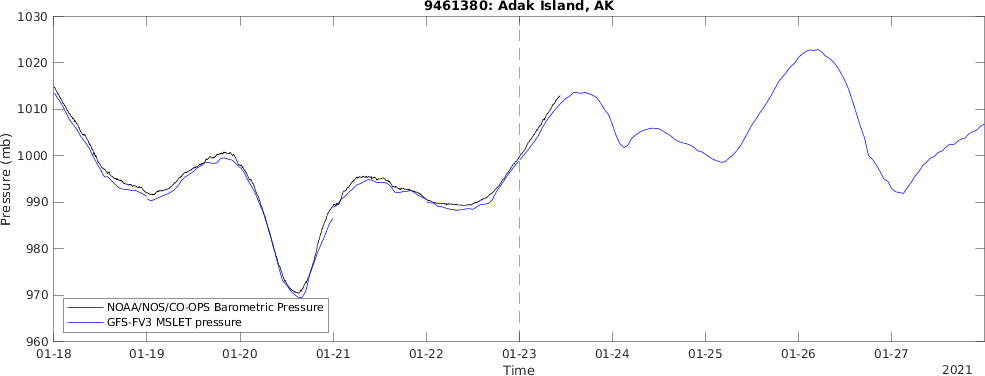 9461380: Adak Island, AK
1030
1020
1010
1000
990
980
970
960
Pressure (mb)
NOAA/NOS/CO-OPS Barometric Pressure
GFS-FV3 MSLET pressure
01-18 01-19 01-20 01-21 01-22 01-23 01-24 01-25 01-26 01-27
Time
2021